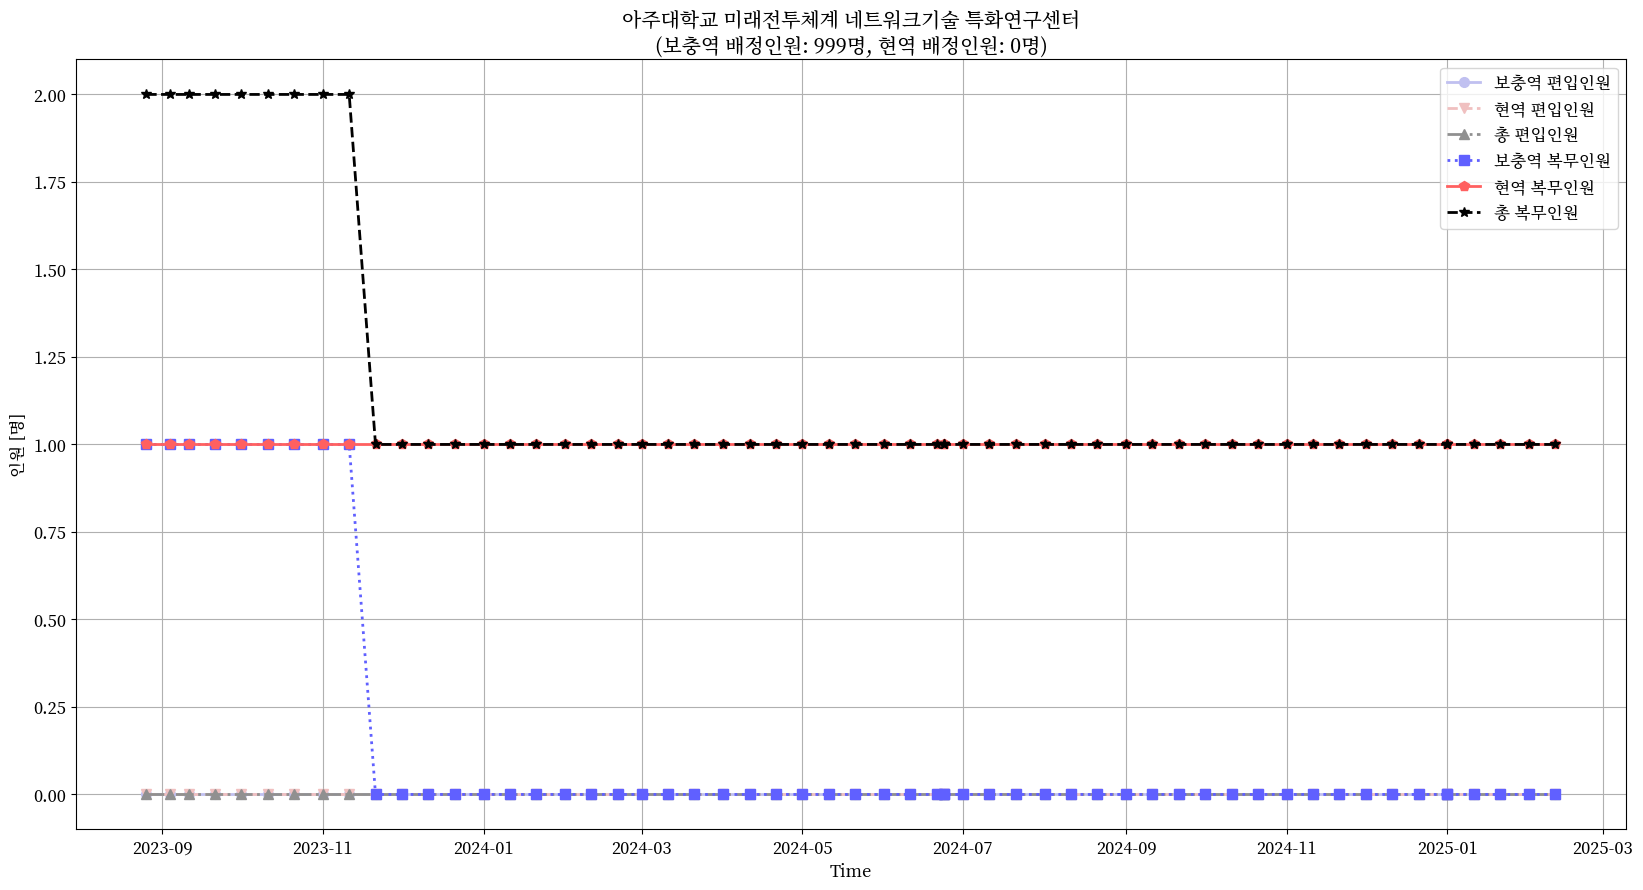 아주대학교 미래전투체계 네트워크기술 특화연구센터
(보충역 배정인원: 999명, 현역 배정인원: 0명)
보충역 편입인원
현역 편입인원
총 편입인원
보충역 복무인원
현역 복무인원
총 복무인원
인원 [명]
2.00
1.75
1.50
1.25
1.00
0.75
0.50
0.25
0.00
2023-09 2023-11 2024-01 2024-03 2024-05 2024-07 2024-09 2024-11 2025-01 2025-03
Time